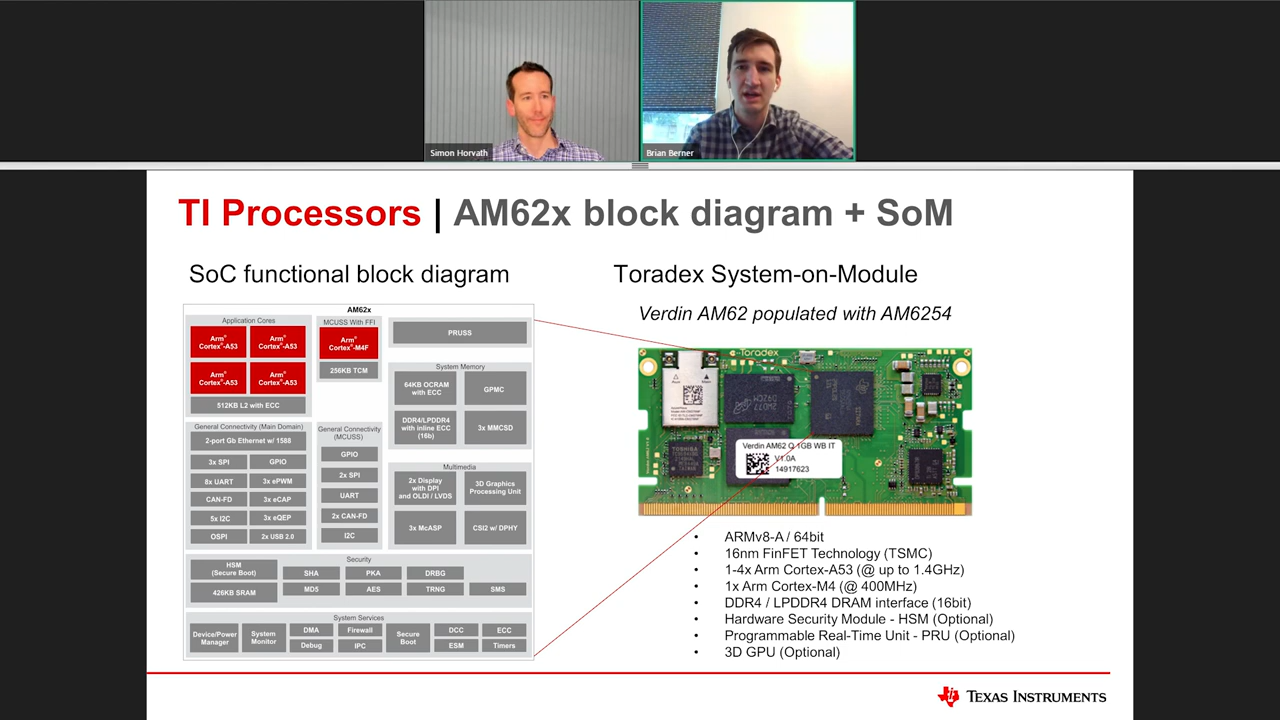 Simon Horvath
Brian Berner
TI Processors | AM62x block diagram + SoM
SoC functional block diagram
Toradex System-on-Module
Verdin AM62 populated with AM6254
AM62x
Application Cores
Arm®
Cortex®-A53
Arm®
Cortex®-A53
Arm®
Cortex®-A53
Arm®
Cortex®-A53
512KB L2 with ECC
MCUSS With FFI
Arm®
Cortex®-M4F
256KB TCM
PRUSS
System Memory
64KB OCRAM
with ECC
GPMC
DDR4/LPDDR4
with inline ECC
(16b)
3x MMCSD
General Connectivity (Main Domain)
2-port Gb Ethernet w/ 1588
3x SPI
GPIO
8x UART
3x ePWM
CAN-FD
3x eCAP
5x I2C
3x eQEP
OSPI
2x USB 2.0
General Connectivity
(MCUSS)
GPIO
2x SPI
UART
2x CAN-FD
I2C
Multimedia
2x Display
with DPI
and OLDI / LVDS
3D Graphics
Processing Unit
3x McASP
CSI2 w/ DPHY
Security
HSM
(Secure Boot)
426KB SRAM
SHA
PKA
DRBG
MD5
AES
TRNG
SMS
System Services
Device/Power
Manager
System
Monitor
DMA
Debug
Firewall
IPC
Secure
Boot
DCC
ESM
ECC
Timers
Toradex
TOSHIBA
Verdin AM62 Q 1GB WB IT
V1.0A
14917623
• ARMv8-A / 64bit
• 16nm FinFET Technology (TSMC)
• 1-4x Arm Cortex-A53 (@ up to 1.4GHz)
• 1x Arm Cortex-M4 (@ 400MHz)
• DDR4 / LPDDR4 DRAM interface (16bit)
• Hardware Security Module - HSM (Optional)
• Programmable Real-Time Unit - PRU (Optional)
• 3D GPU (Optional)
TEXAS INSTRUMENTS